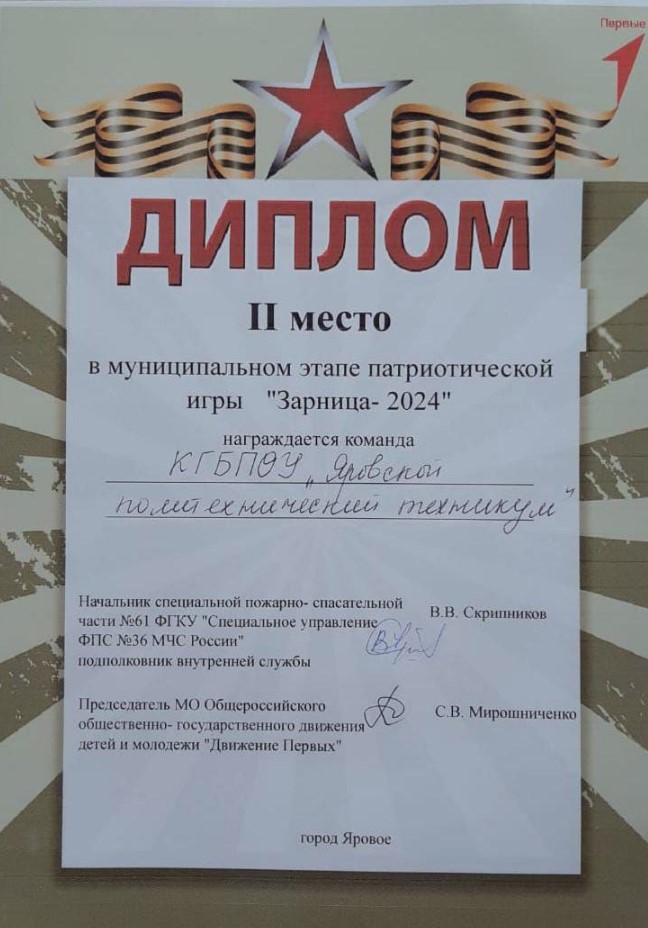 Первые
ДИПЛОМ
II место
в муниципальном этапе патриотической
игры "Зарница- 2024"
награждается команда
КГБПОУ „Яровской
политехнический техникум"
Начальник специальной пожарно- спасательной
части №61 ФГКУ "Специальное управление
ФПС №36 МЧС России"
подполковник внутренней службы
В.В. Скрипников
Председатель МО Общероссийского
общественно- государственного движения
детей и молодежи "Движение Первых"
С.В. Мирошниченко
город Яровое